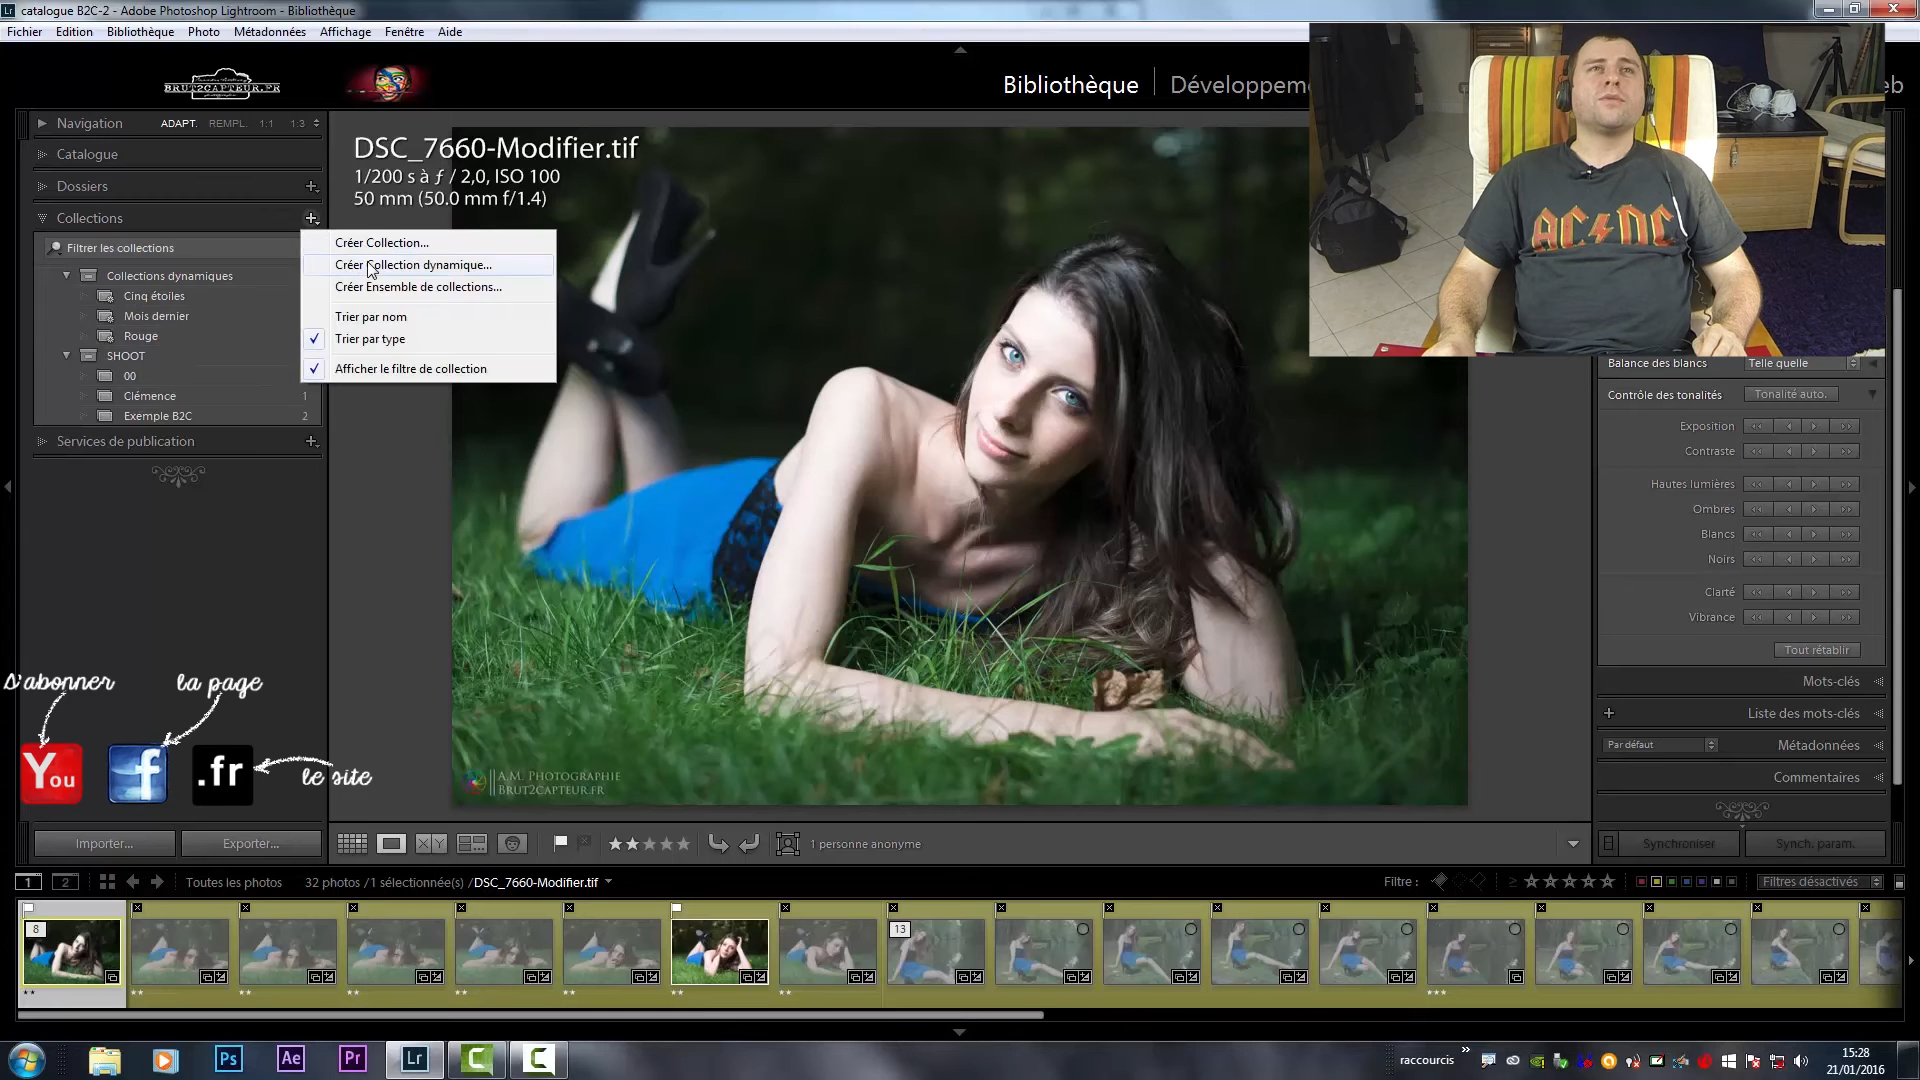 catalogue B2C-2 - Adobe Photoshop Lightroom - Bibliothèque
Fichier Edition Bibliothèque Photo Métadonnées Affichage Fenêtre Aide
BRUT2CAPTEUR.FR
Bibliothèque Développeme eb
Navigation ADAPT. REMPL. 1:1 1:3
Catalogue
Dossiers
Collections
Filtrer les collections
Collections dynamiques
Cinq étoiles
Mois dernier
Rouge
SHOOT
00
Clémence 1
Exemple B2C 2
Services de publication
Créer Collection...
Créer Collection dynamique...
Créer Ensemble de collections...
Trier par nom
Trier par type
Afficher le filtre de collection
DSC_7660-Modifier.tif
1/200 s à ƒ / 2,0, ISO 100
50 mm (50.0 mm f/1.4)
AC DC
A.M. Photographie
Brut2capteur.fr
Balance des blancs Telle quelle
Contrôle des tonalités Tonalité auto.
Exposition
Contraste
Hautes lumières
Ombres
Blancs
Noirs
Clarté
Vibrance
Tout rétablir
Mots-clés
Liste des mots-clés
Par défaut Métadonnées
Commentaires
s'abonner la page
You f .fr le site
Importer... Exporter...
XY 1 personne anonyme
Synchroniser Synch. param.
1 2 Toutes les photos 32 photos /1 sélectionnée(s) /DSC_7660-Modifier.tif Filtre : Filtres désactivés
8 13
Ps Ae Pr Lr C C
raccourcis 15:28
21/01/2016